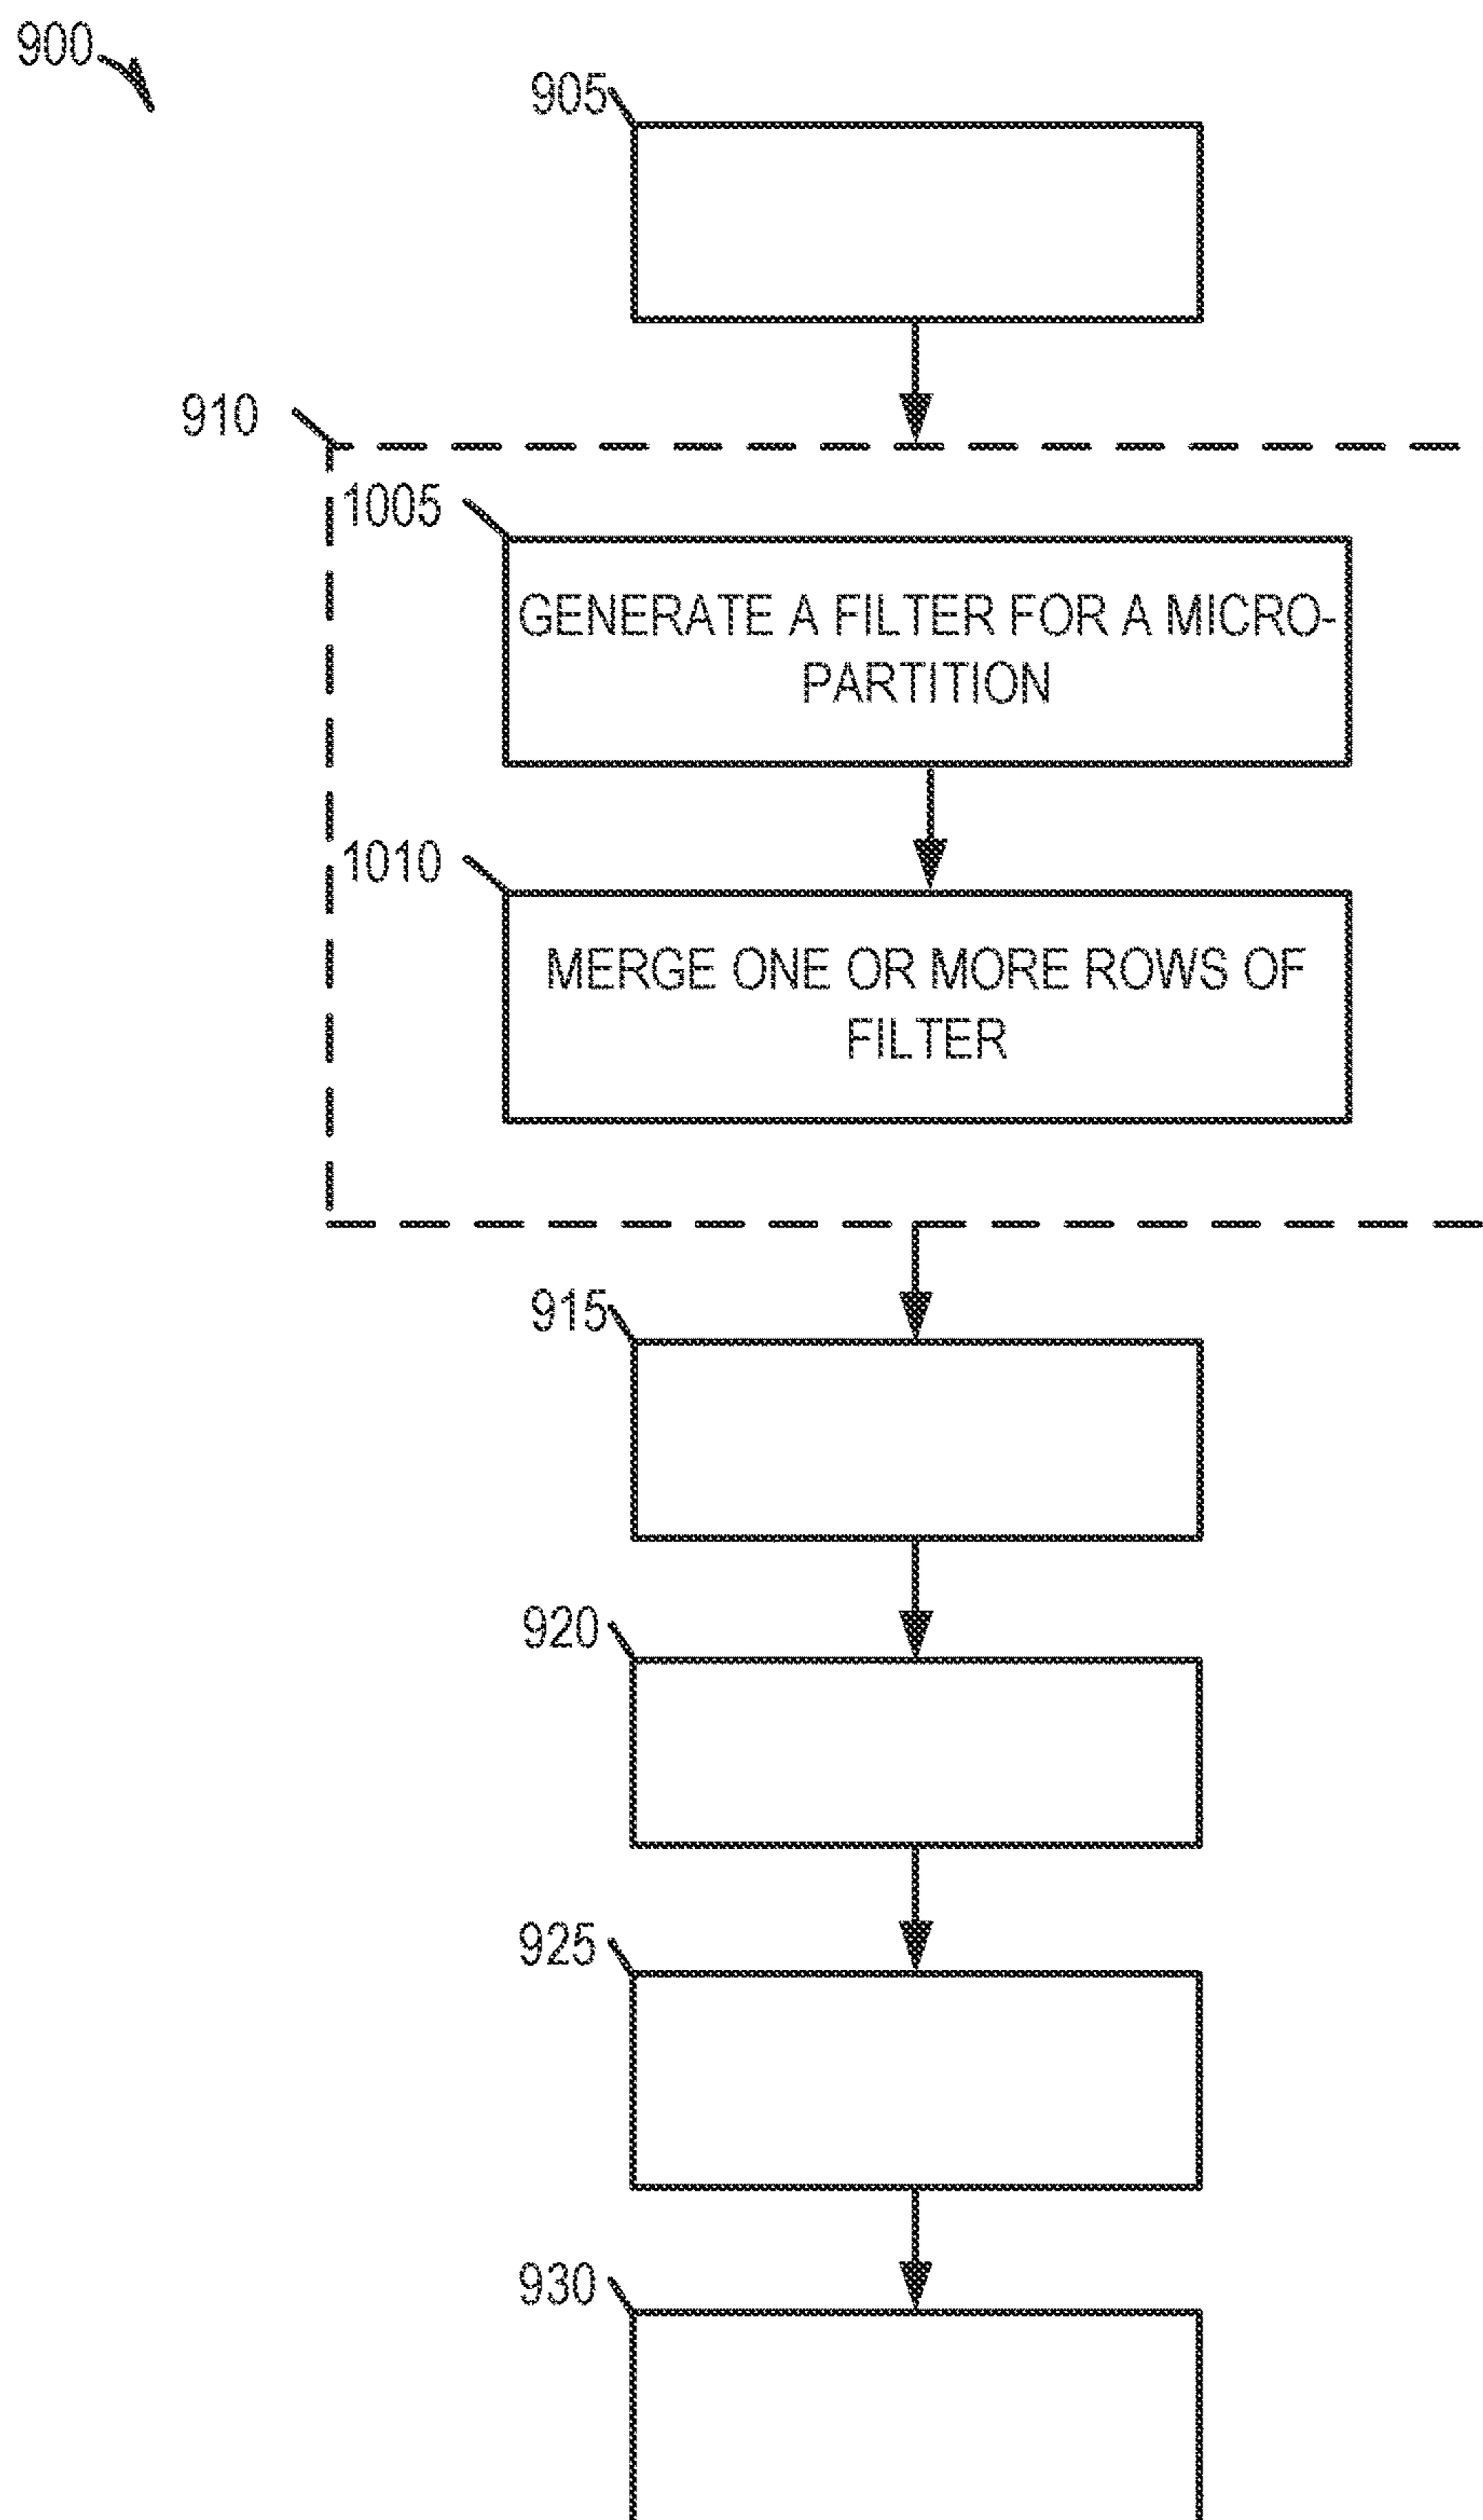 900
905
910
1005
GENERATE A FILTER FOR A MICRO-
PARTITION
1010
MERGE ONE OR MORE ROWS OF
FILTER
915
920
925
930